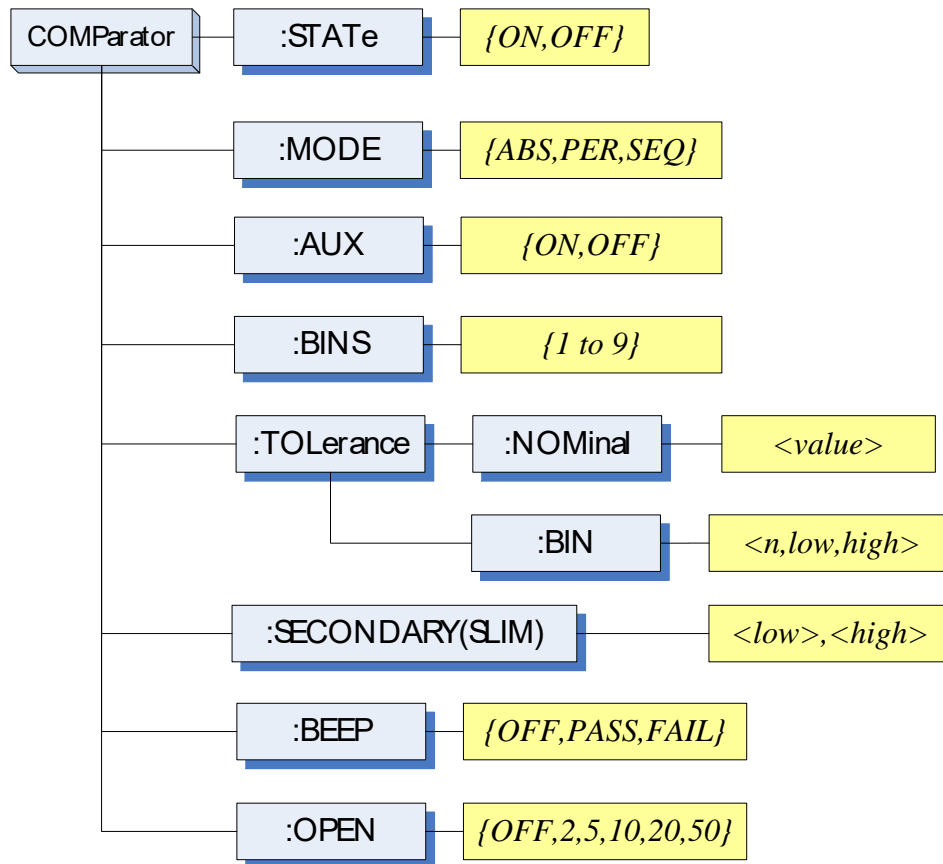 COMParator :STATe {ON,OFF}
:MODE {ABS,PER,SEQ}
:AUX {ON,OFF}
:BINS {1 to 9}
:TOLerance :NOMinal <value>
:BIN <n,low,high>
:SECONDARY(SLIM) <low>,<high>
:BEEP {OFF,PASS,FAIL}
:OPEN {OFF,2,5,10,20,50}